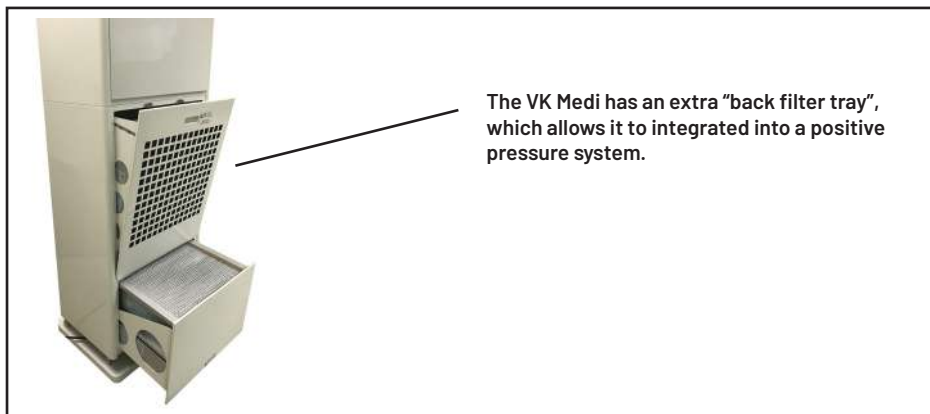 The VK Medi has an extra “back filter tray”,
which allows it to integrated into a positive
pressure system.